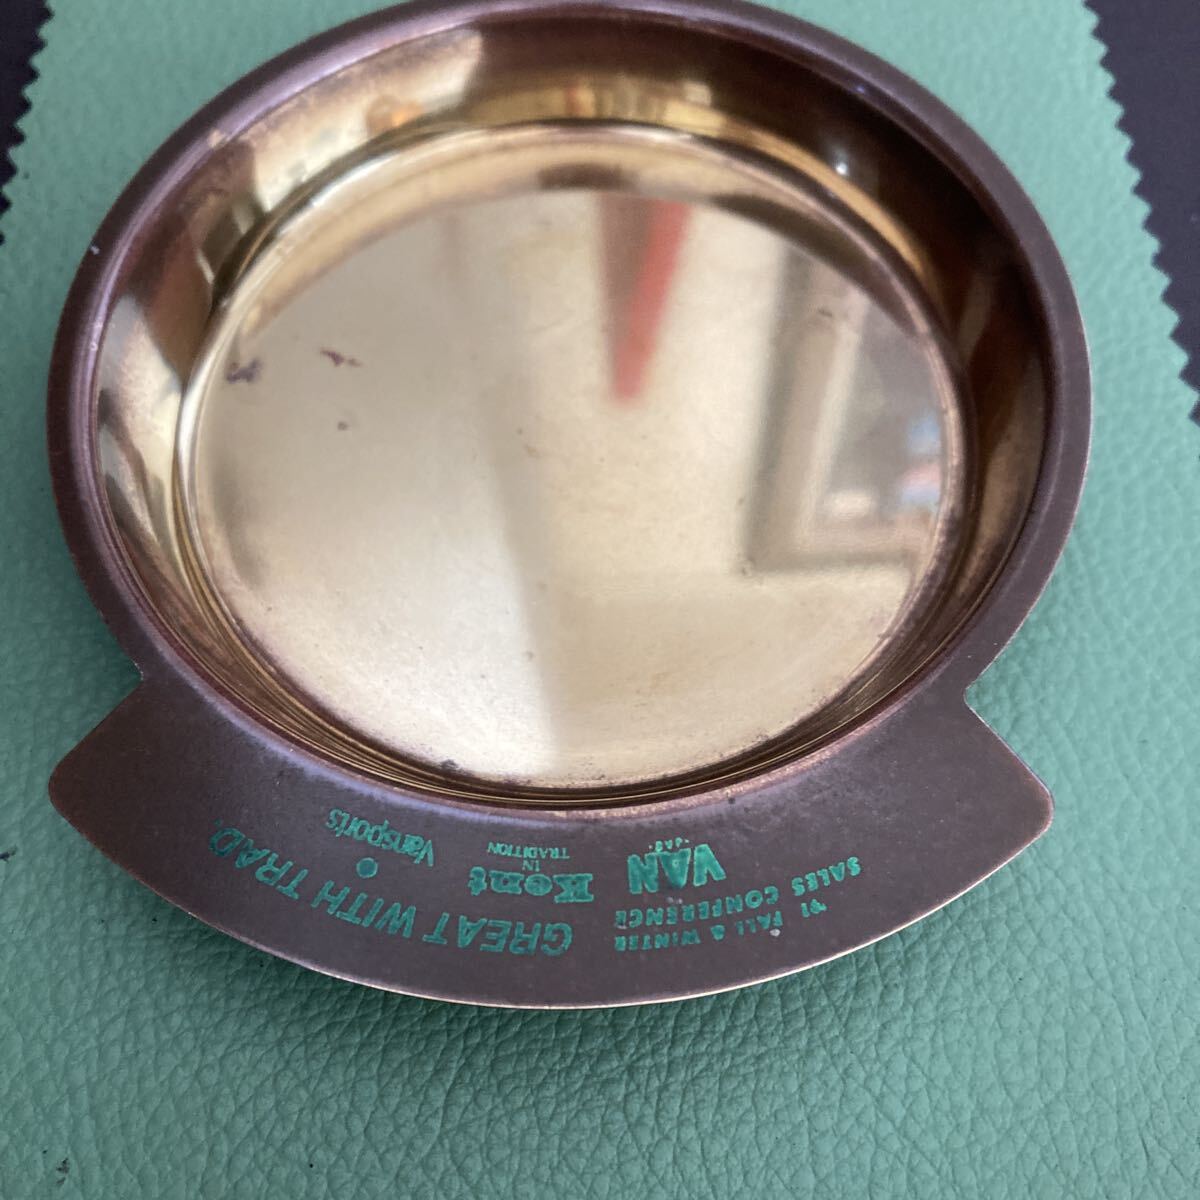 '91 FALL & WINTER
SALES CONFERENCE
VAN
·JAC·
Kent
IN
TRADITION
Vansports
GREAT WITH TRAD.